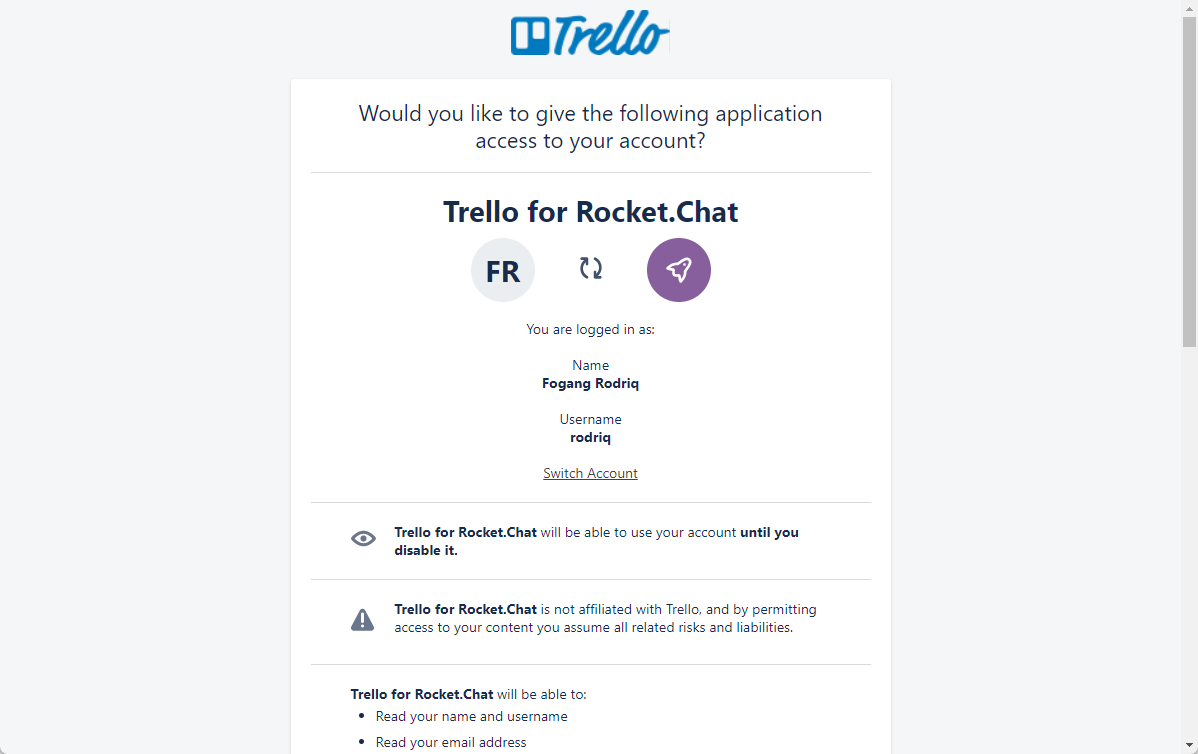 Trello
Would you like to give the following application
access to your account?
Trello for Rocket.Chat
FR
You are logged in as:
Name
Fogang Rodriq
Username
rodriq
Switch Account
Trello for Rocket.Chat will be able to use your account until you
disable it.
Trello for Rocket.Chat is not affiliated with Trello, and by permitting
access to your content you assume all related risks and liabilities.
Trello for Rocket.Chat will be able to:
• Read your name and username
• Read your email address